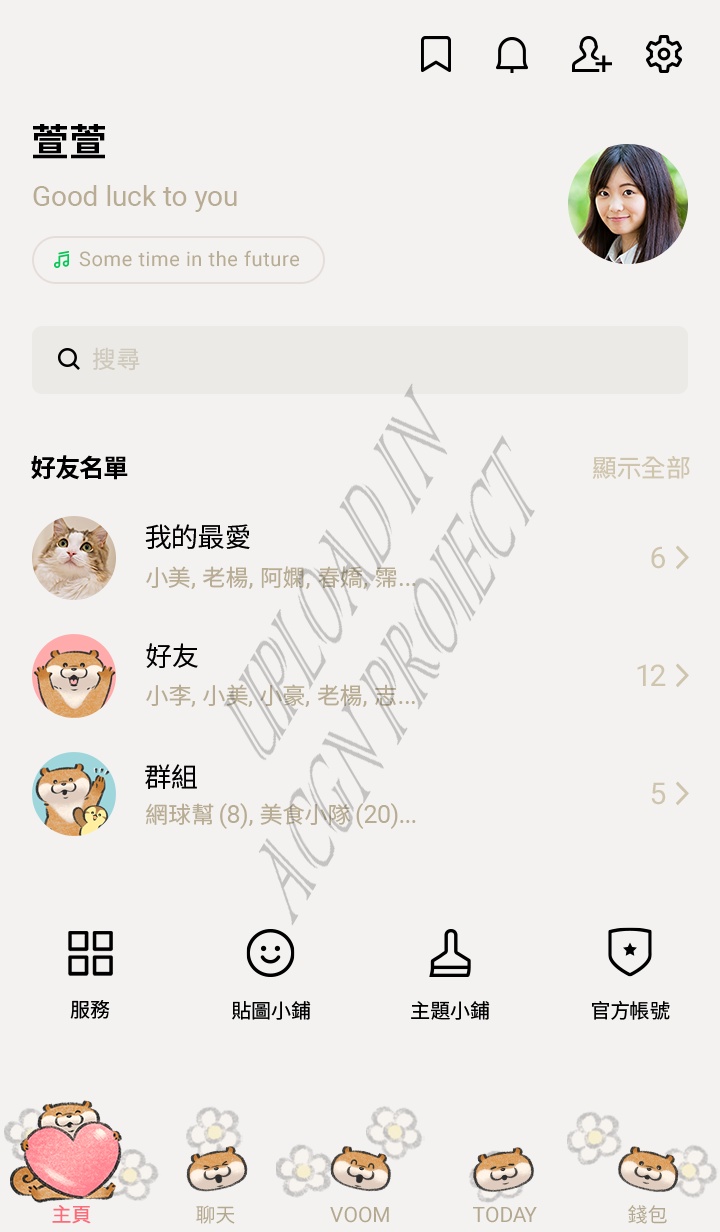 萱萱
Good luck to you
Some time in the future
搜尋
好友名單
顯示全部
我的最愛
小美, 老楊, 阿嫻, 春嬌, 霈...
6
好友
小李, 小美, 小豪, 老楊, 志...
12
群組
網球幫 (8), 美食小隊 (20)...
5
UPLOAD IN
ACGN PROJECT
服務
貼圖小鋪
主題小鋪
官方帳號
主頁
聊天
VOOM
TODAY
錢包